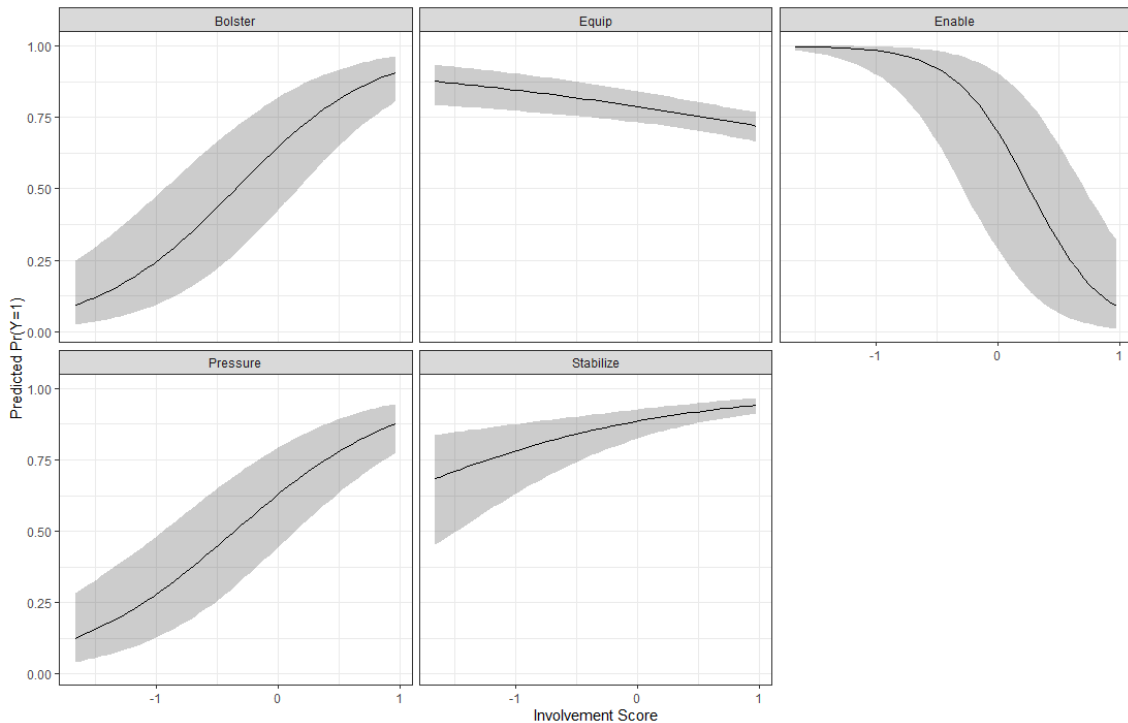 Bolster
Equip
Enable
1.00
0.75
0.50
0.25
0.00
-1
0
1
Pressure
Stabilize
1.00
0.75
0.50
0.25
0.00
-1
0
1
-1
0
1
Predicted Pr(Y=1)
Involvement Score